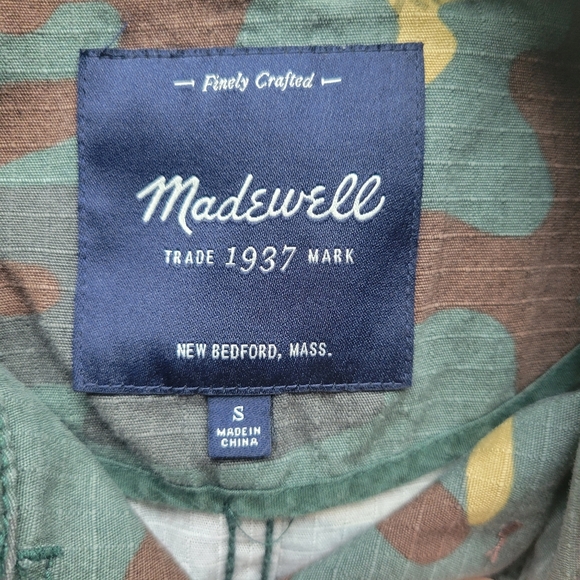 Finely Crafted
Madewell
TRADE 1937 MARK
NEW BEDFORD, MASS.
S
MADE IN
CHINA